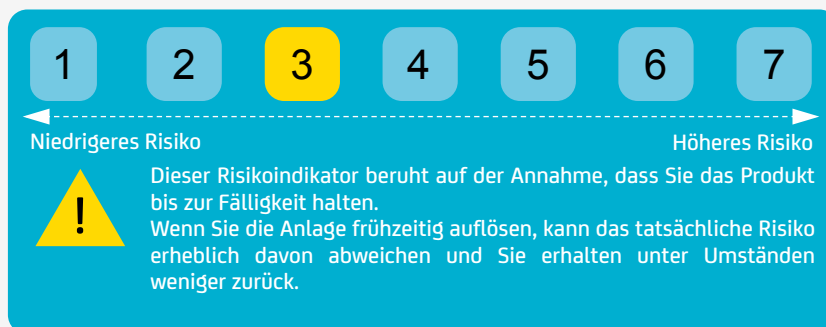 1 2 3 4 5 6 7
Niedrigeres Risiko Höheres Risiko
!
Dieser Risikoindikator beruht auf der Annahme, dass Sie das Produkt
bis zur Fälligkeit halten.
Wenn Sie die Anlage frühzeitig auflösen, kann das tatsächliche Risiko
erheblich davon abweichen und Sie erhalten unter Umständen
weniger zurück.